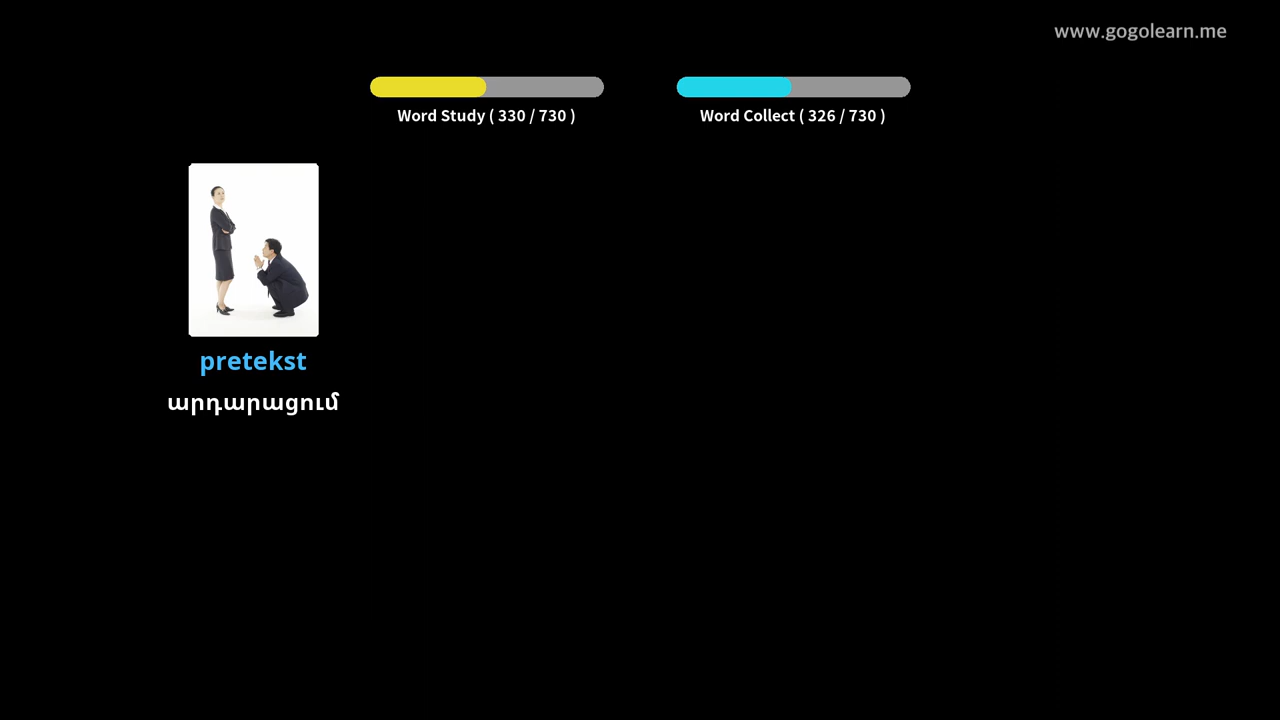 www.gogolearn.me
Word Study ( 330 / 730 )
Word Collect ( 326 / 730 )
pretekst
արդարացում